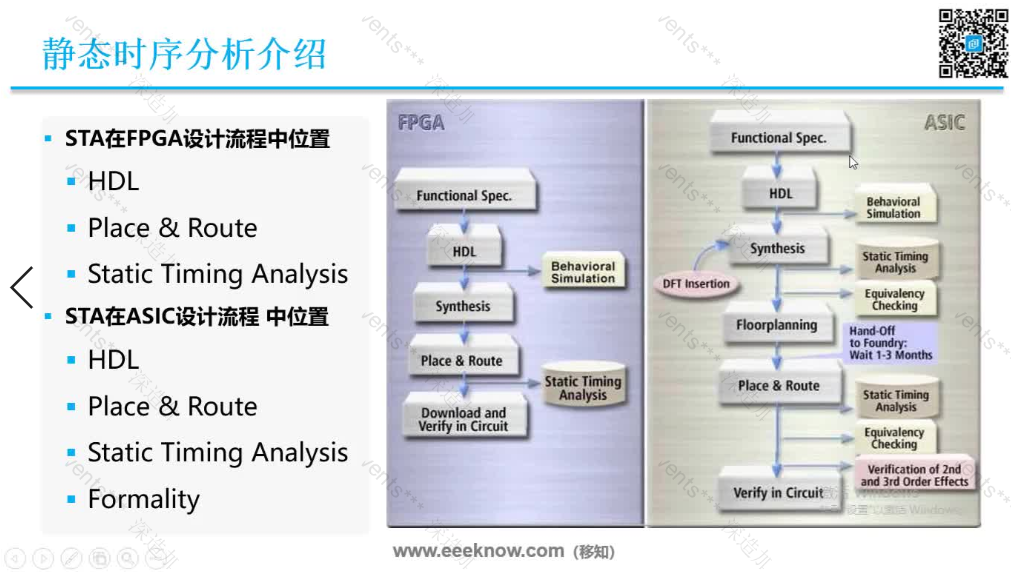 静态时序分析介绍
STA在FPGA设计流程中位置
HDL
Place & Route
Static Timing Analysis
STA在ASIC设计流程 中位置
HDL
Place & Route
Static Timing Analysis
Formality
FPGA
Functional Spec.
HDL
Behavioral
Simulation
Synthesis
Place & Route
Static Timing
Analysis
Download and
Verify in Circuit
ASIC
Functional Spec.
HDL
Behavioral
Simulation
Synthesis
DFT Insertion
Static Timing
Analysis
Equivalency
Checking
Floorplanning
Hand-Off
to Foundry:
Wait 1-3 Months
Place & Route
Static Timing
Analysis
Equivalency
Checking
Verification of 2nd
and 3rd Order Effects
Verify in Circuit
www.eeeknow.com（移知）